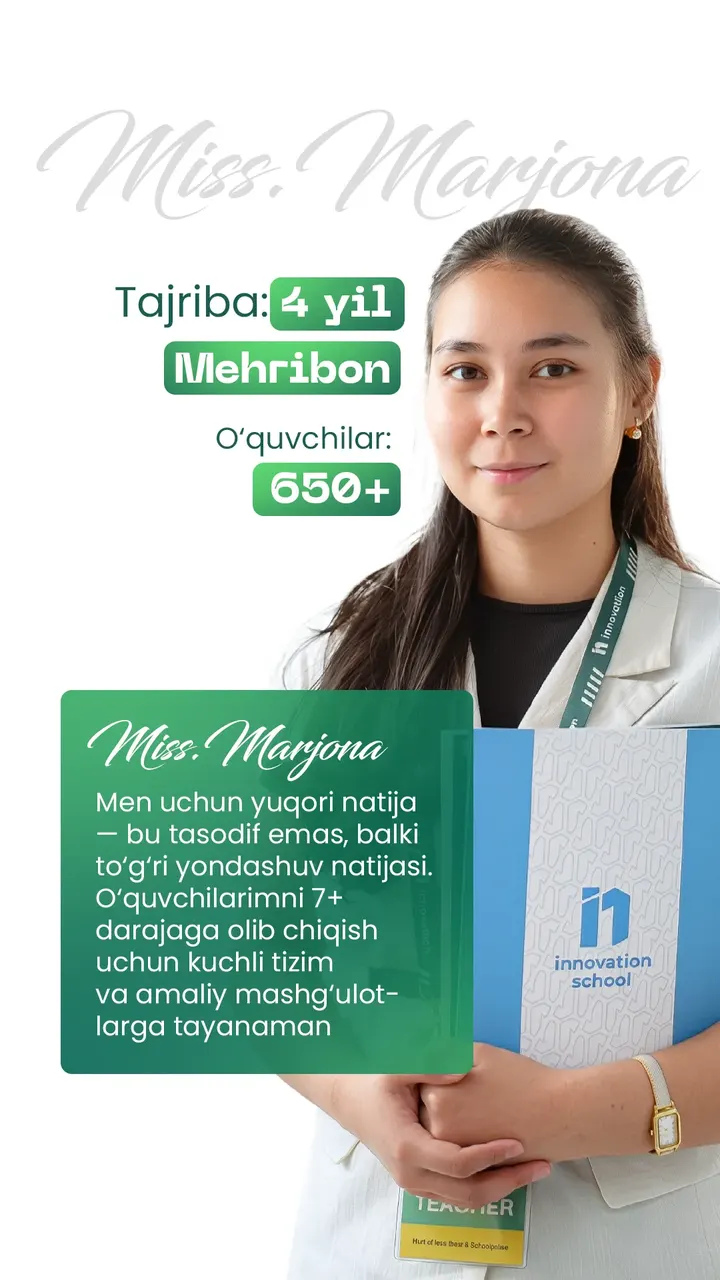 Miss. Marjona
Tajriba: 4 yil
Mehribon
O‘quvchilar:
650+
innovation
Miss. Marjona
Men uchun yuqori natija
— bu tasodif emas, balki
to‘g‘ri yondashuv natijasi.
O‘quvchilarimni 7+
darajaga olib chiqish
uchun kuchli tizim
va amaliy mashg‘ulot-
larga tayanaman
innovation
school
TEACHER